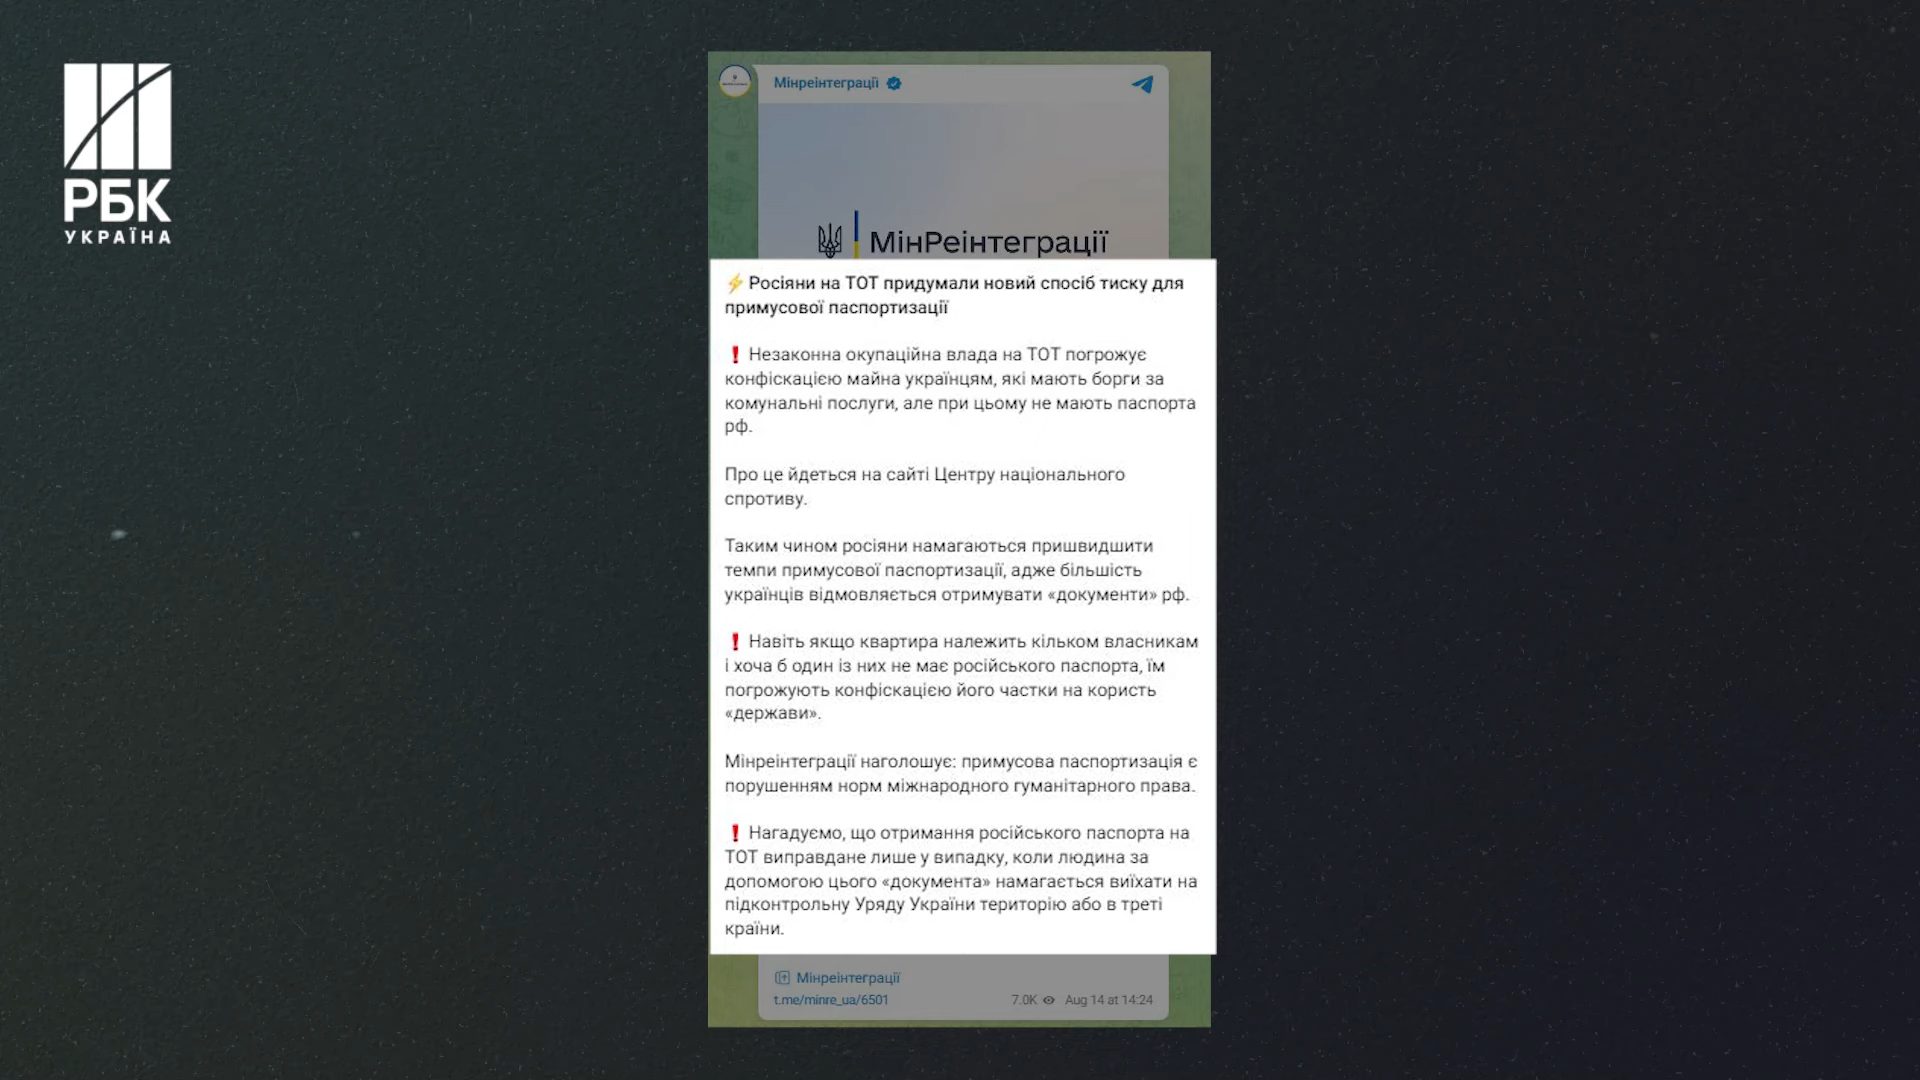 РБК
УКРАЇНА
Мінреінтеграції
МінРеінтеграції
⚡Росіяни на ТОТ придумали новий спосіб тиску для
примусової паспортизації
❗ Незаконна окупаційна влада на ТОТ погрожує
конфіскацією майна українцям, які мають борги за
комунальні послуги, але при цьому не мають паспорта
рф.
Про це йдеться на сайті Центру національного
спротиву.
Таким чином росіяни намагаються пришвидшити
темпи примусової паспортизації, адже більшість
українців відмовляється отримувати «документи» рф.
❗ Навіть якщо квартира належить кільком власникам
і хоча б один із них не має російського паспорта, їм
погрожують конфіскацією його частки на користь
«держави».
Мінреінтеграції наголошує: примусова паспортизація є
порушенням норм міжнародного гуманітарного права.
❗ Нагадуємо, що отримання російського паспорта на
ТОТ виправдане лише у випадку, коли людина за
допомогою цього «документа» намагається виїхати на
підконтрольну Уряду України територію або в треті
країни.
Мінреінтеграції
t.me/minre_ua/6501 7.0K Aug 14 at 14:24